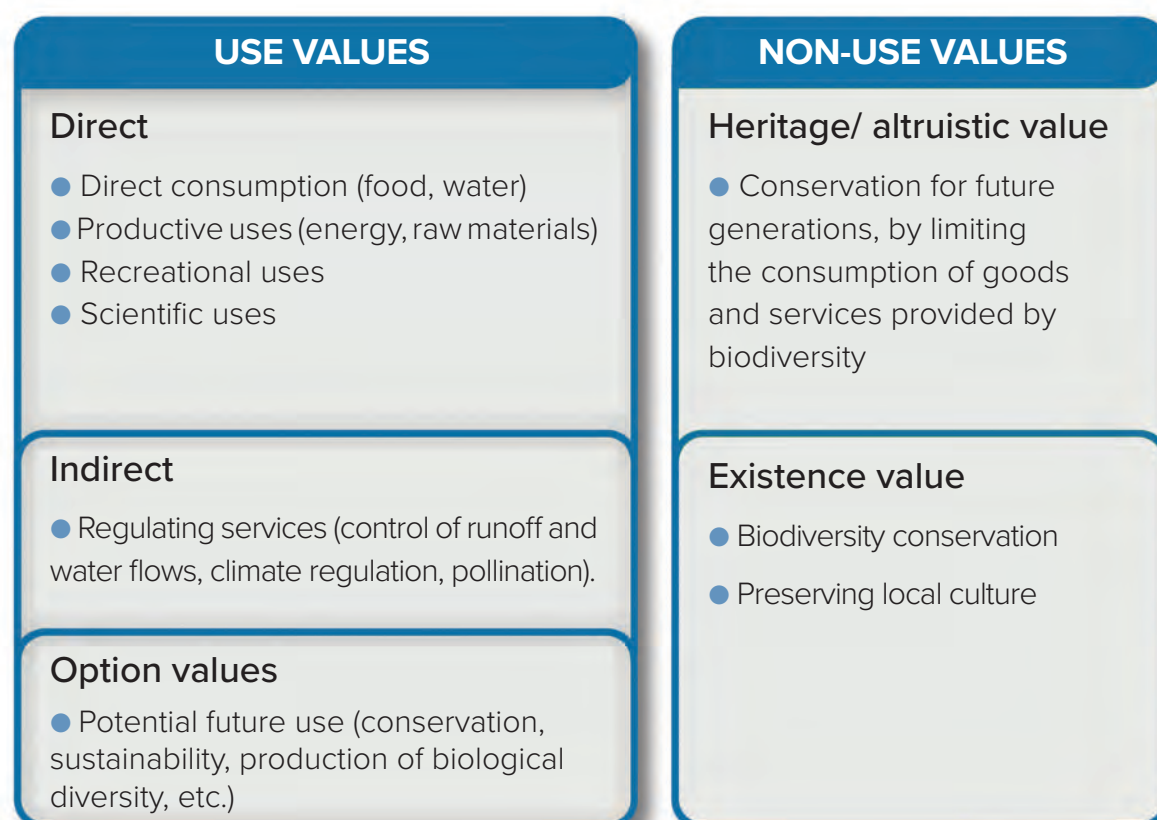 USE VALUES
Direct
● Direct consumption (food, water)
● Productive uses (energy, raw materials)
● Recreational uses
● Scientific uses
Indirect
● Regulating services (control of runoff and
water flows, climate regulation, pollination).
Option values
● Potential future use (conservation,
sustainability, production of biological
diversity, etc.)
NON-USE VALUES
Heritage/ altruistic value
● Conservation for future
generations, by limiting
the consumption of goods
and services provided by
biodiversity
Existence value
● Biodiversity conservation
● Preserving local culture